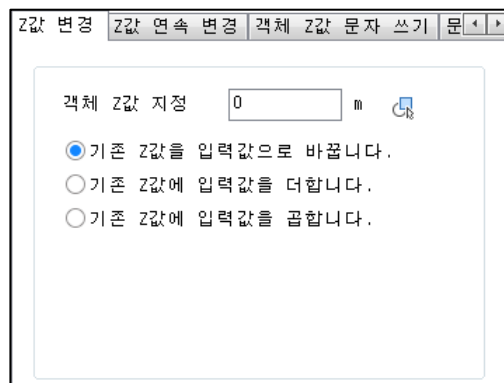 Z값 변경 Z값 연속 변경 객체 Z값 문자 쓰기 문
객체 Z값 지정 0 m
기존 Z값을 입력값으로 바꿉니다.
기존 Z값에 입력값을 더합니다.
기존 Z값에 입력값을 곱합니다.